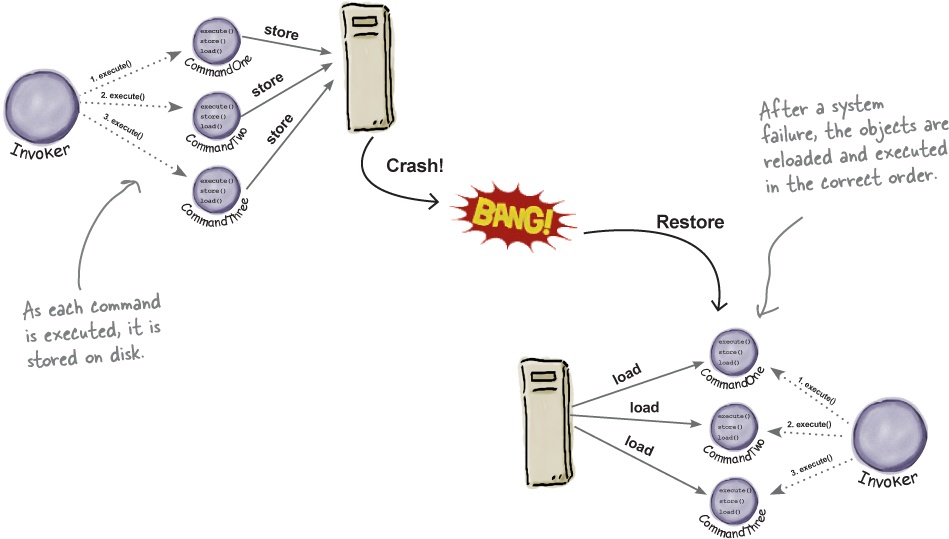 execute()
store()
load()
CommandOne
store
1. execute()
2. execute()
3. execute()
Invoker
execute()
store()
load()
CommandTwo
store
execute()
store()
load()
CommandThree
store
As each command
is executed, it is
stored on disk.
Crash!
BANG!
Restore
After a system
failure, the objects are
reloaded and executed
in the correct order.
load
load
load
execute()
store()
load()
CommandOne
execute()
store()
load()
CommandTwo
execute()
store()
load()
CommandThree
1. execute()
2. execute()
3. execute()
Invoker